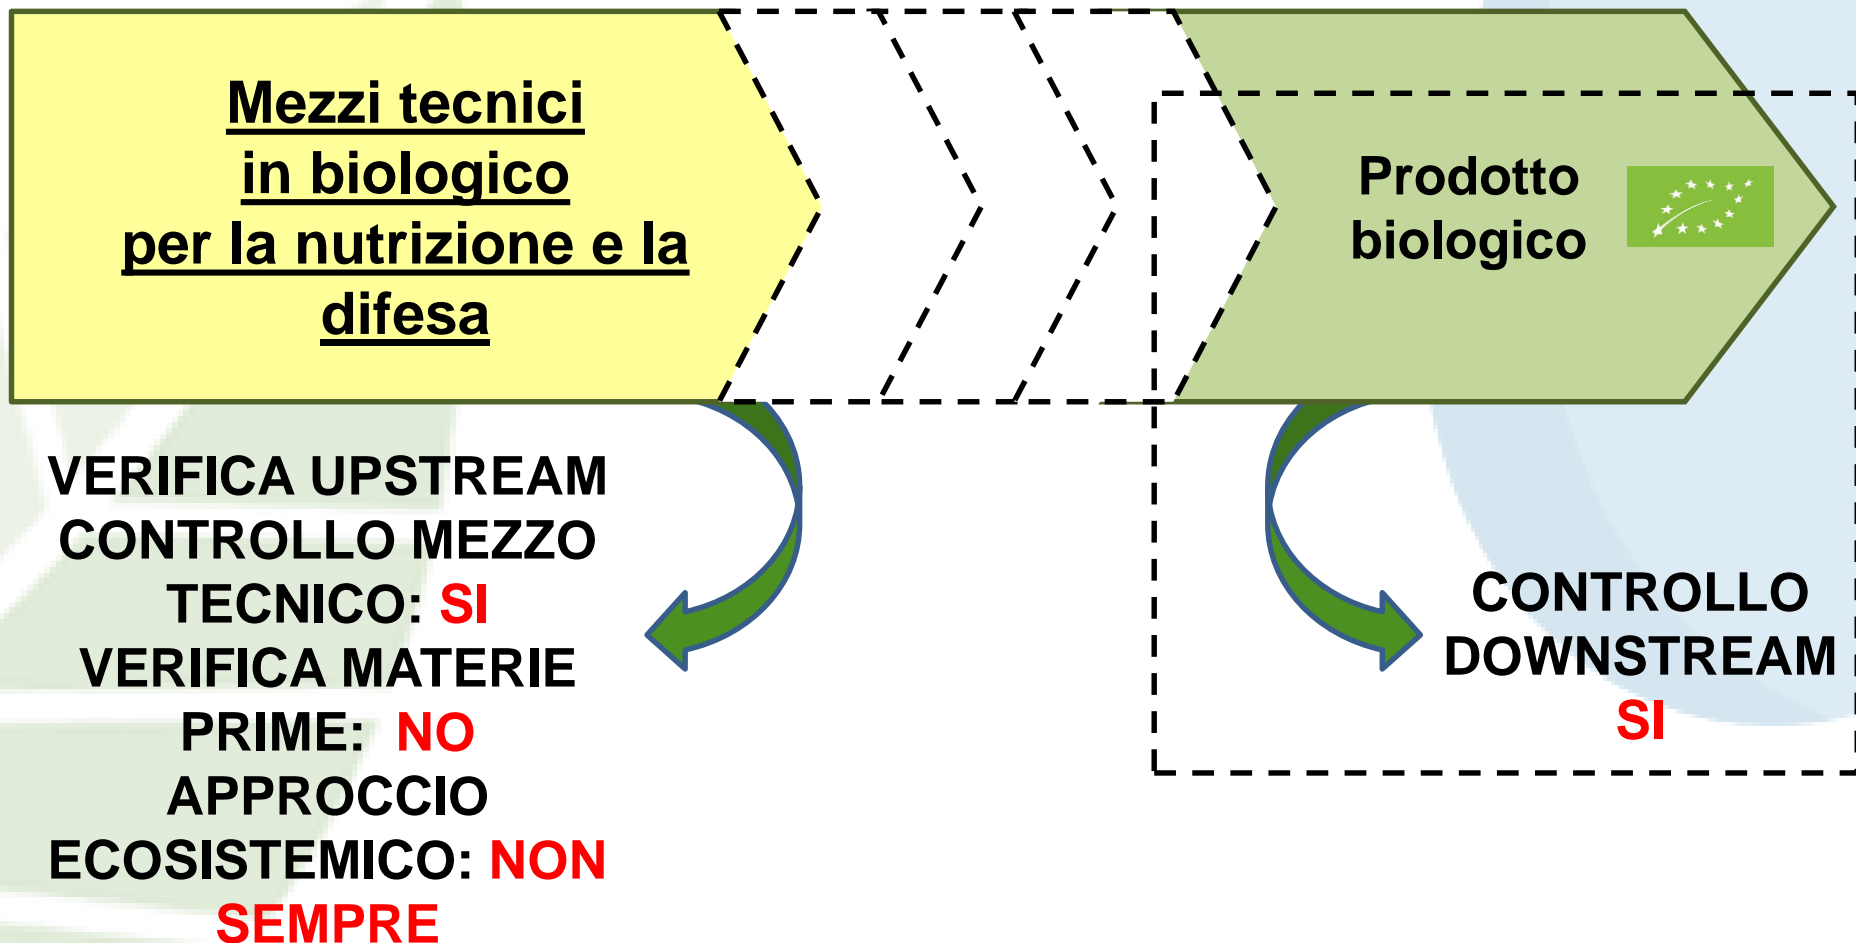 Mezzi tecnici
in biologico
per la nutrizione e la
difesa
Prodotto
biologico
VERIFICA UPSTREAM
CONTROLLO MEZZO
TECNICO: SI
VERIFICA MATERIE
PRIME: NO
APPROCCIO
ECOSISTEMICO: NON
SEMPRE
CONTROLLO
DOWNSTREAM
SI